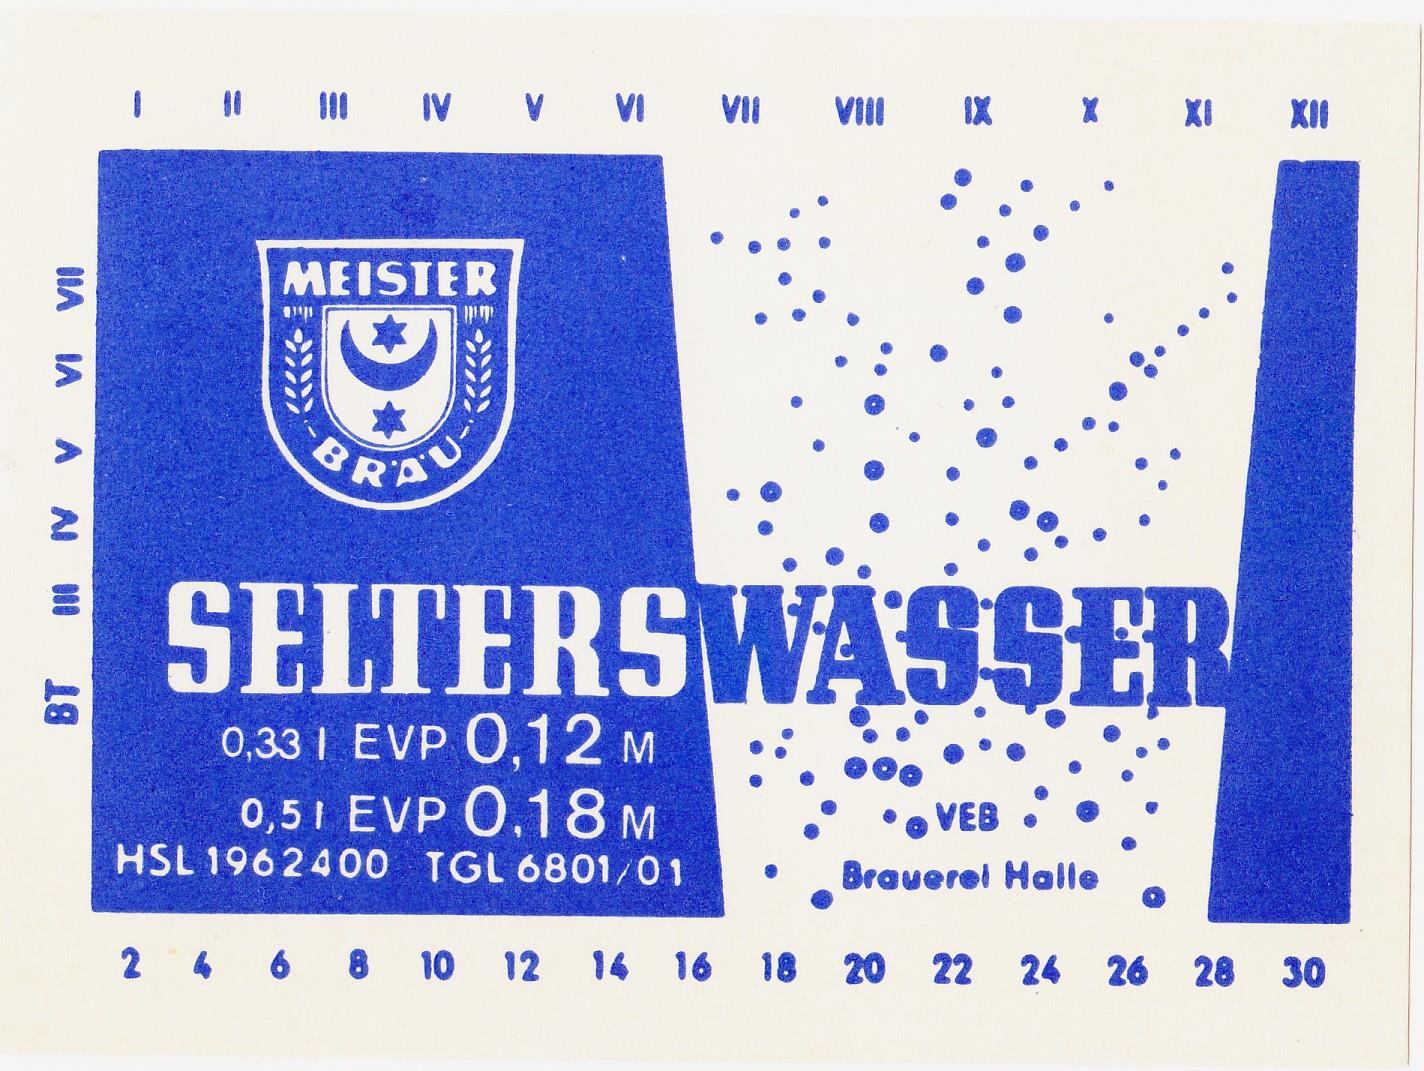 I II III IV V VI VII VIII IX X XI XII
BT III IV V VI VII
MEISTER
BRÄU
SELTERSWASSER
0,33 l EVP 0,12 M
0,5 l EVP 0,18 M
HSL 1962400 TGL 6801/01
VEB
Brauerei Halle
2 4 6 8 10 12 14 16 18 20 22 24 26 28 30